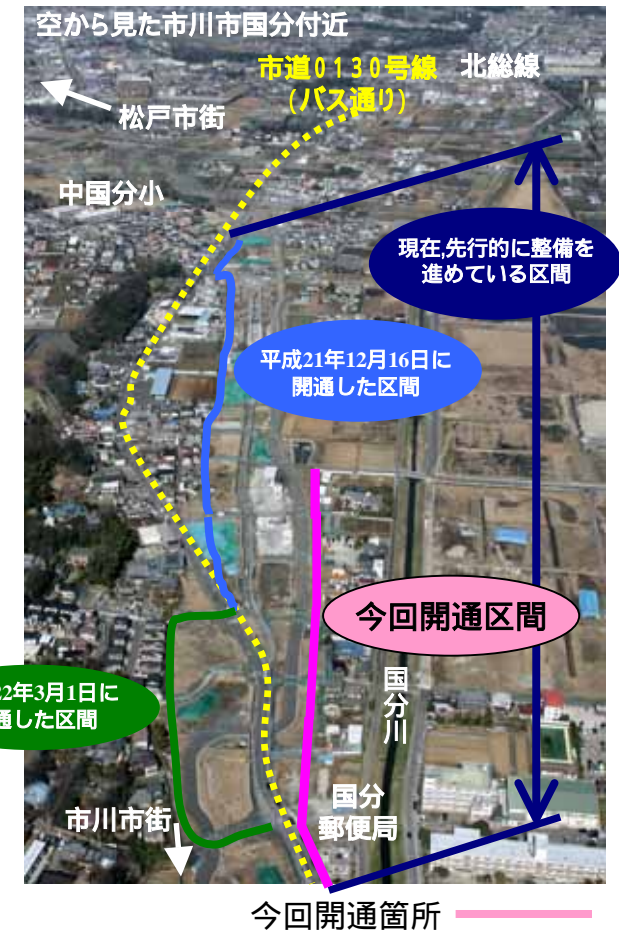 空から見た市川市国分付近
市道0130号線
(バス通り)
北総線
松戸市街
中国分小
現在,先行的に整備を
進めている区間
平成21年12月16日に
開通した区間
今回開通区間
国分川
22年3月1日に
通した区間
国分
郵便局
市川市街
今回開通箇所